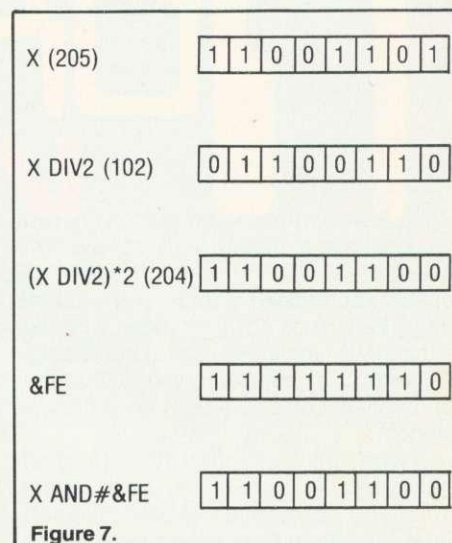 X (205) 1 1 0 0 1 1 0 1
X DIV2 (102) 0 1 1 0 0 1 1 0
(X DIV2)*2 (204) 1 1 0 0 1 1 0 0
&FE 1 1 1 1 1 1 1 0
X AND#&FE 1 1 0 0 1 1 0 0
Figure 7.